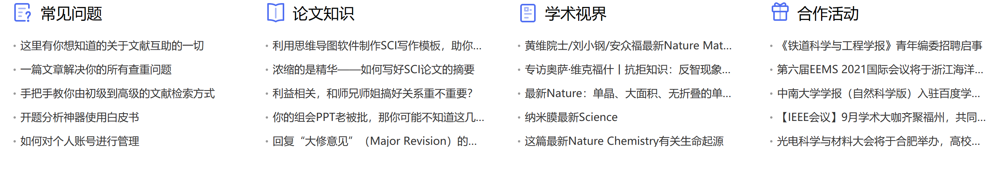 常见问题
这里有你想知道的关于文献互助的一切
一篇文章解决你的所有查重问题
手把手教你由初级到高级的文献检索方式
开题分析神器使用白皮书
如何对个人账号进行管理
论文知识
利用思维导图软件制作SCI写作模板，助你...
浓缩的是精华——如何写好SCI论文的摘要
利益相关，和师兄师姐搞好关系重不重要？
你的组会PPT老被批，那你可能不知道这几...
回复“大修意见”（Major Revision）的...
学术视界
黄维院士/刘小钢/安众福最新Nature Mat...
专访奥萨·维克福什丨抗拒知识：反智现象...
最新Nature：单晶、大面积、无折叠的单...
纳米膜最新Science
这篇最新Nature Chemistry有关生命起源
合作活动
《铁道科学与工程学报》青年编委招聘启事
第六届EEMS 2021国际会议将于浙江海洋...
中南大学学报（自然科学版）入驻百度学...
【IEEE会议】9月学术大咖齐聚福州，共同...
光电科学与材料大会将于合肥举办，高校...